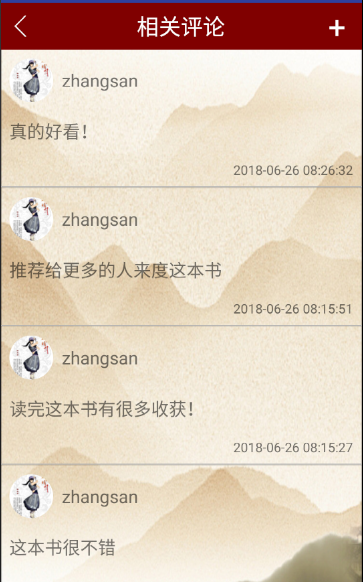 相关评论
zhangsan
真的好看！
2018-06-26 08:26:32
zhangsan
推荐给更多的人来度这本书
2018-06-26 08:15:51
zhangsan
读完这本书有很多收获！
2018-06-26 08:15:27
zhangsan
这本书很不错